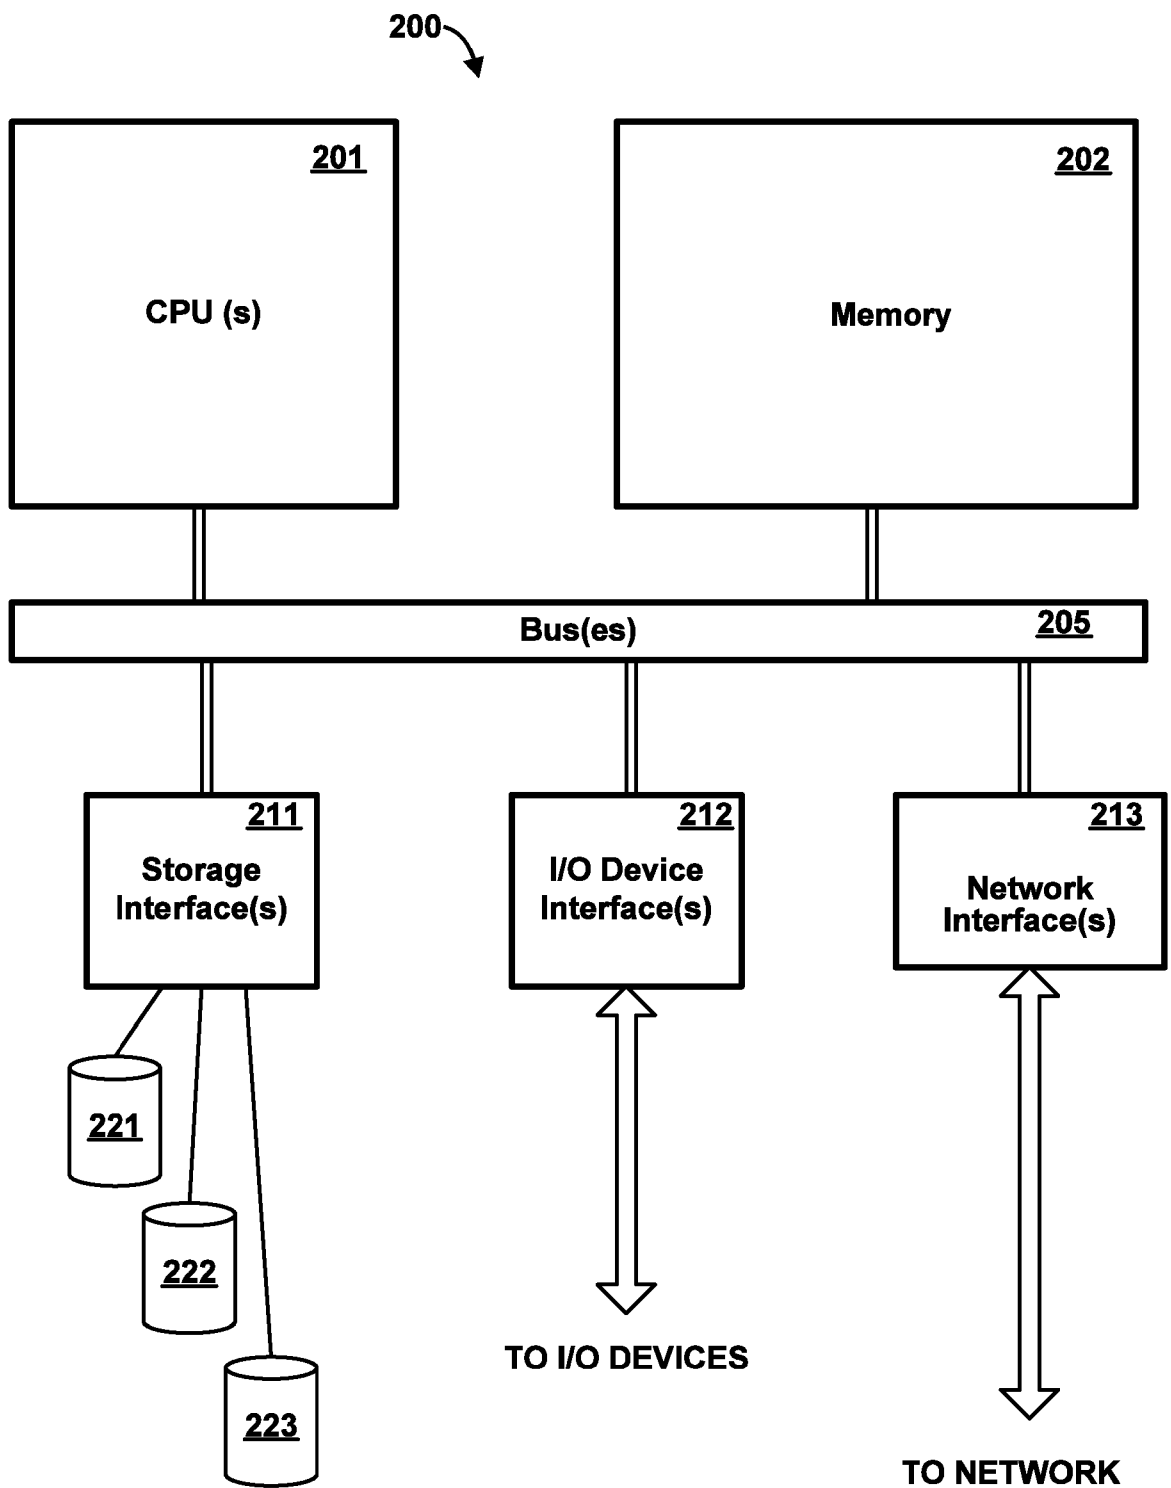 200
201
CPU (s)
202
Memory
Bus(es)
205
211
Storage
Interface(s)
212
I/O Device
Interface(s)
213
Network
Interface(s)
221
222
223
TO I/O DEVICES
TO NETWORK